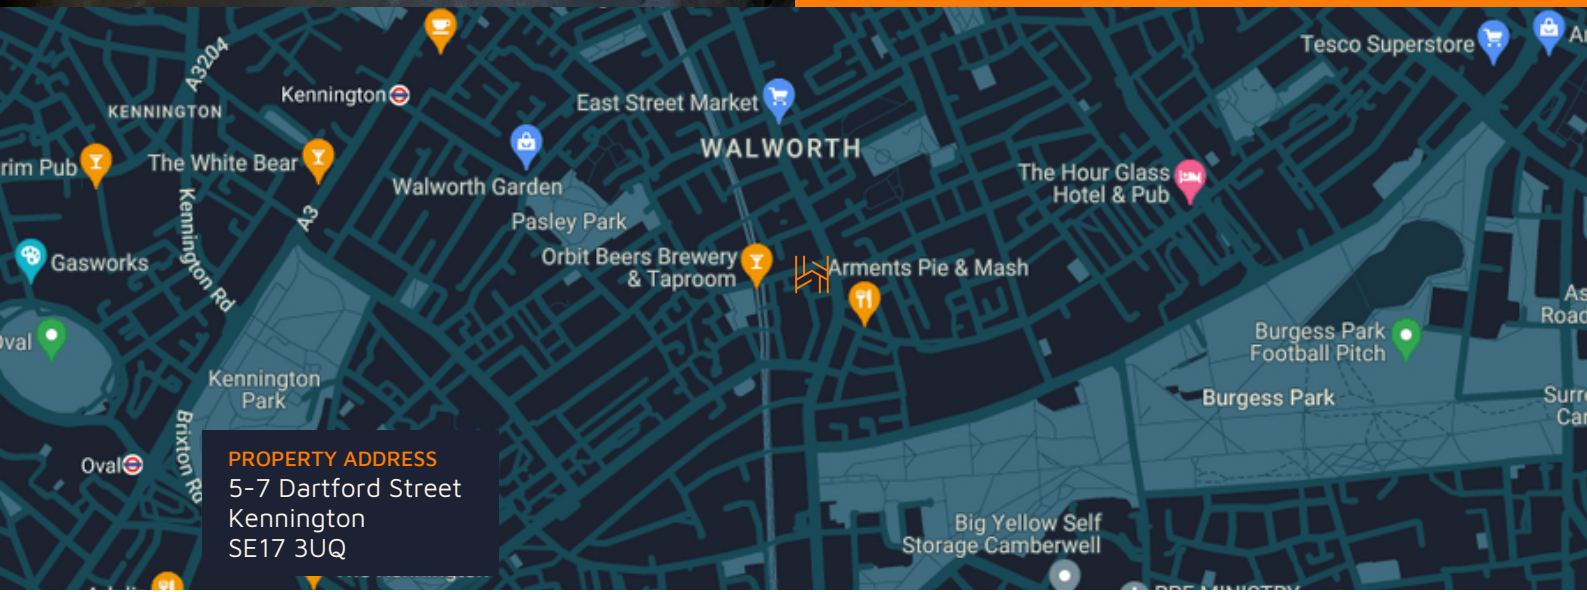 A3204
Kennington
KENNINGTON
East Street Market
WALWORTH
Tesco Superstore
rim Pub
The White Bear
Walworth Garden
Pasley Park
The Hour Glass
Hotel & Pub
Kennington Rd
A3
Gasworks
Orbit Beers Brewery
& Taproom
Arments Pie & Mash
Oval
Kennington
Park
Burgess Park
Football Pitch
Burgess Park
Road
Brixton Rd
Oval
PROPERTY ADDRESS
5-7 Dartford Street
Kennington
SE17 3UQ
Big Yellow Self
Storage Camberwell